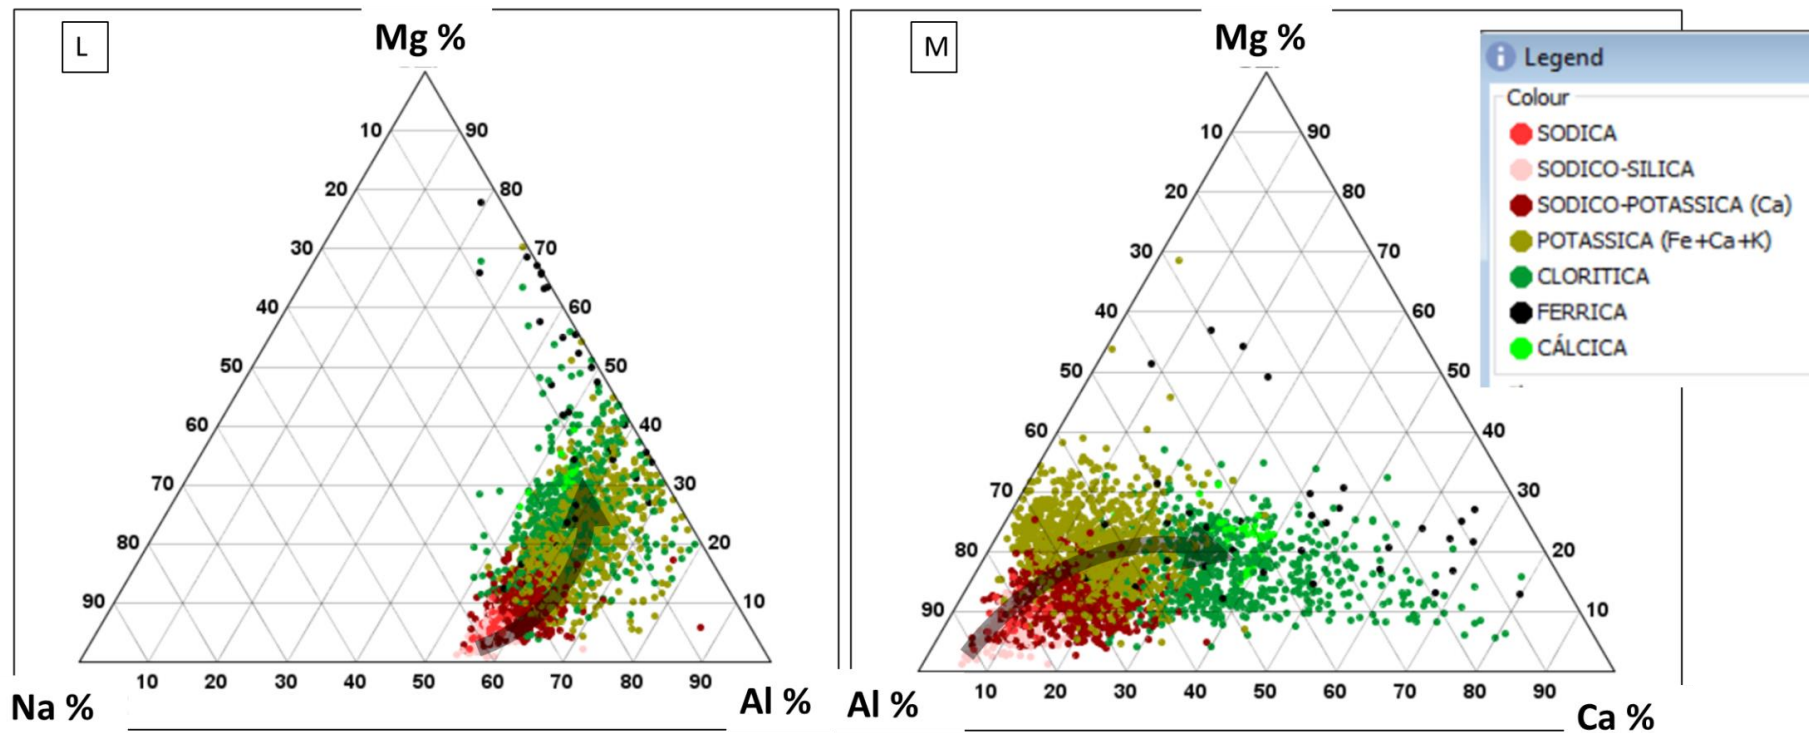 L
Mg %
10 90
20 80
30 70
40 60
50 50
60 40
70 30
80 20
90 10
10 20 30 40 50 60 70 80 90
Na %
Al %
M
Mg %
10 90
20 80
30 70
40 60
50 50
60 40
70 30
80 20
90 10
10 20 30 40 50 60 70 80 90
Al %
Ca %
Legend
Colour
SODICA
SODICO-SILICA
SODICO-POTASSICA (Ca)
POTASSICA (Fe+Ca+K)
CLORITICA
FERRICA
CÁLCICA